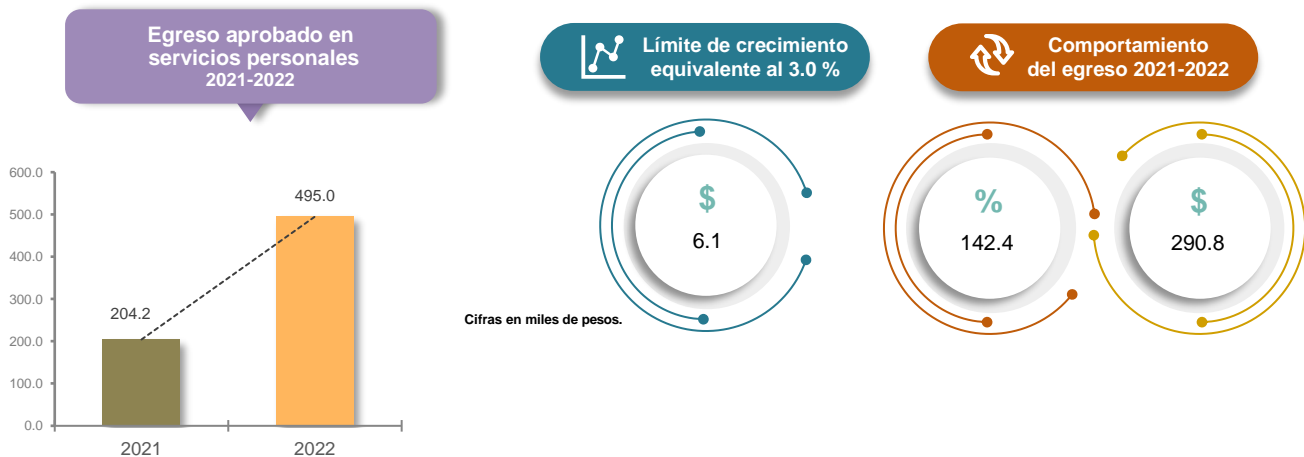 Egreso aprobado en
servicios personales
2021-2022
Límite de crecimiento
equivalente al 3.0 %
Comportamiento
del egreso 2021-2022
600.0
500.0
400.0
300.0
200.0
100.0
0.0
204.2
495.0
2021
2022
$
6.1
%
142.4
$
290.8
Cifras en miles de pesos.